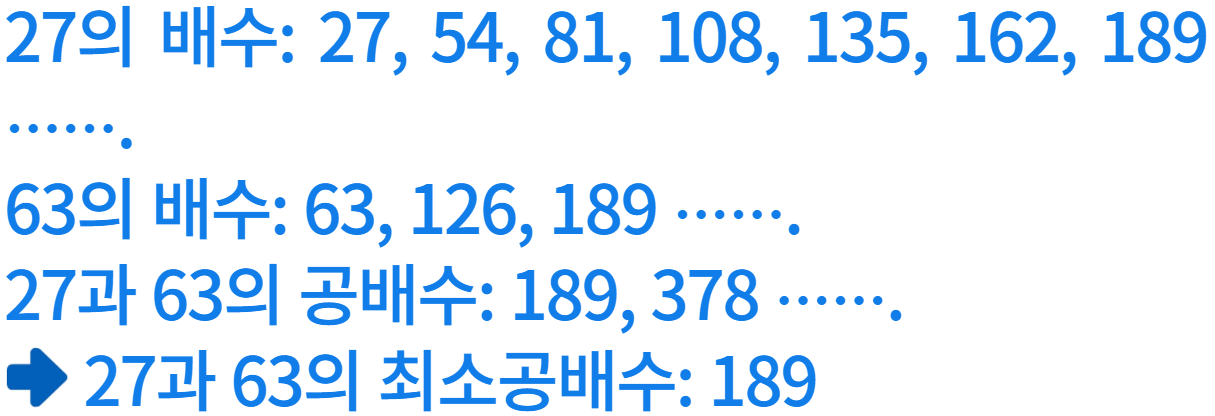 27의 배수: 27, 54, 81, 108, 135, 162, 189
⋯⋯.
63의 배수: 63, 126, 189 ⋯⋯.
27과 63의 공배수: 189, 378 ⋯⋯.
➡ 27과 63의 최소공배수: 189